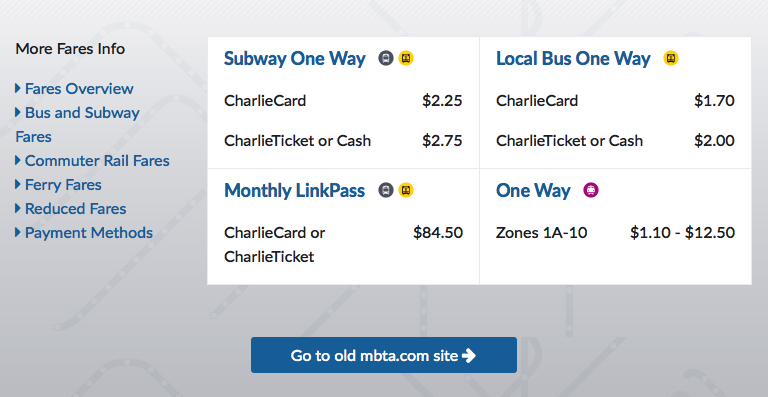 More Fares Info
Fares Overview
Bus and Subway
Fares
Commuter Rail Fares
Ferry Fares
Reduced Fares
Payment Methods
Subway One Way
CharlieCard $2.25
CharlieTicket or Cash $2.75
Local Bus One Way
CharlieCard $1.70
CharlieTicket or Cash $2.00
Monthly LinkPass
CharlieCard or $84.50
CharlieTicket
One Way
Zones 1A-10 $1.10 - $12.50
Go to old mbta.com site